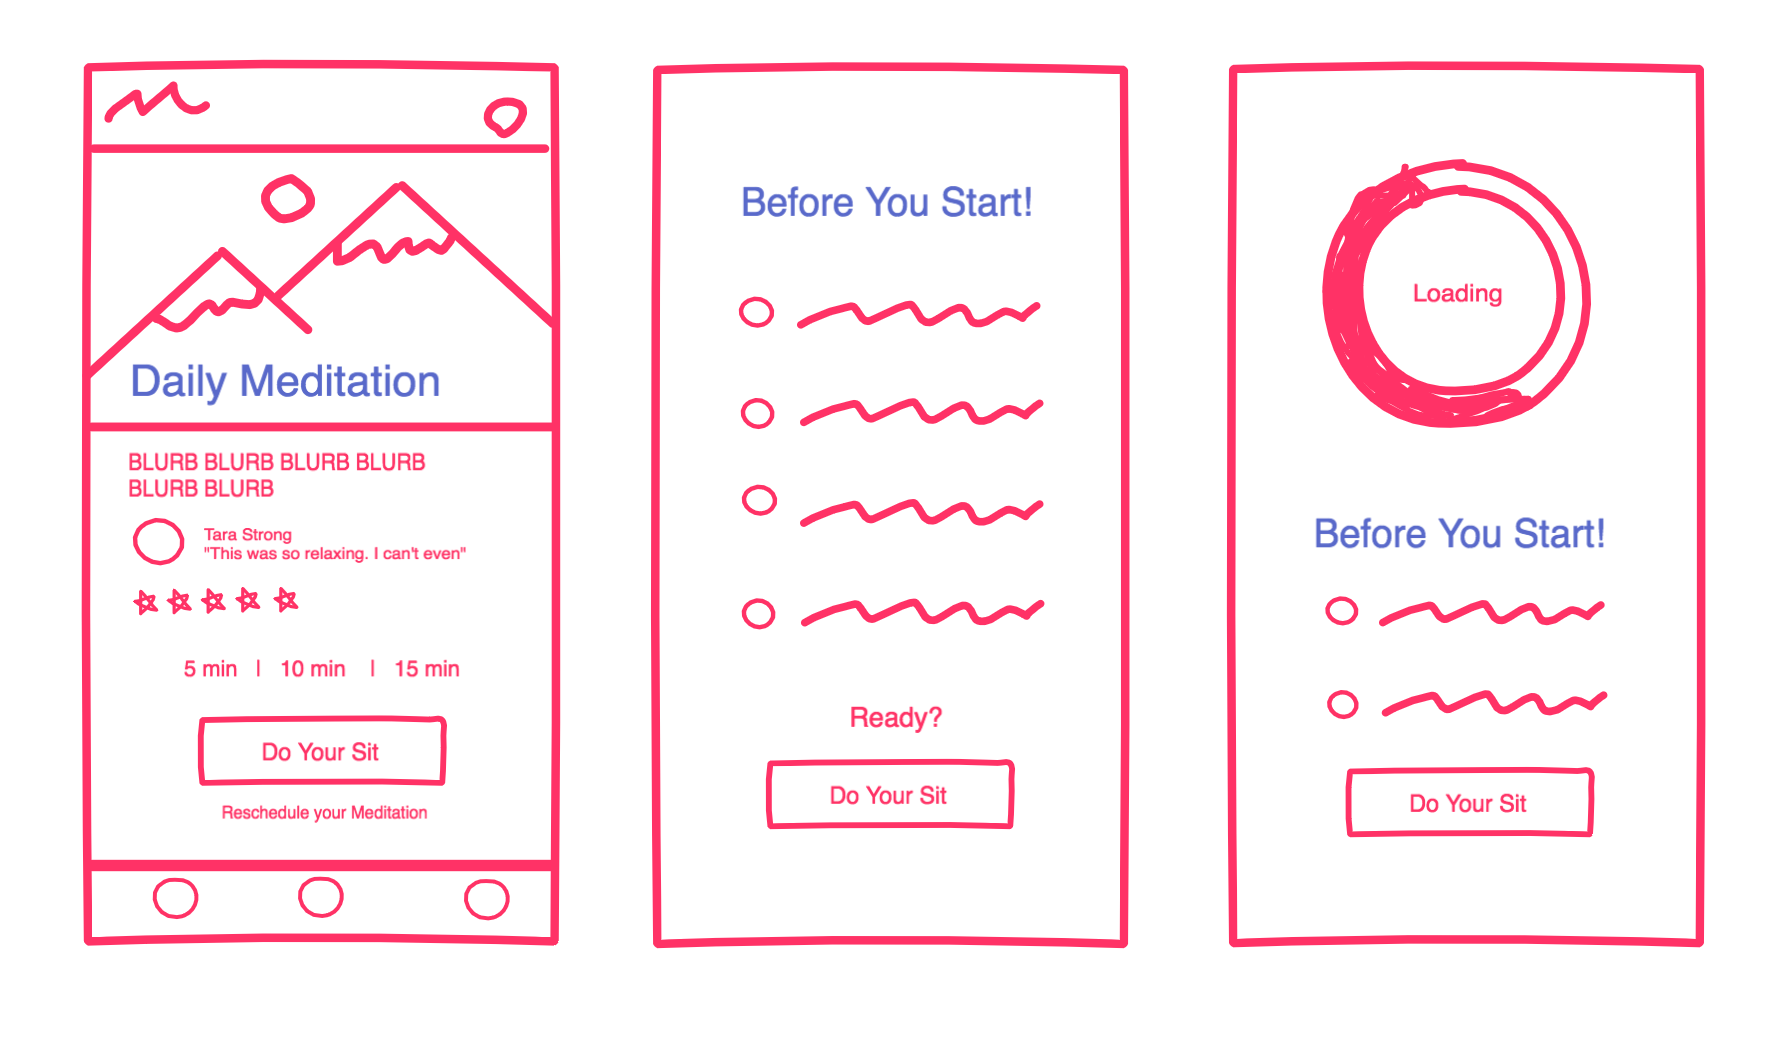 Daily Meditation
BLURB BLURB BLURB BLURB
BLURB BLURB
Tara Strong
"This was so relaxing. I can't even"
5 min | 10 min | 15 min
Do Your Sit
Reschedule your Meditation
Before You Start!
Ready?
Do Your Sit
Loading
Before You Start!
Do Your Sit